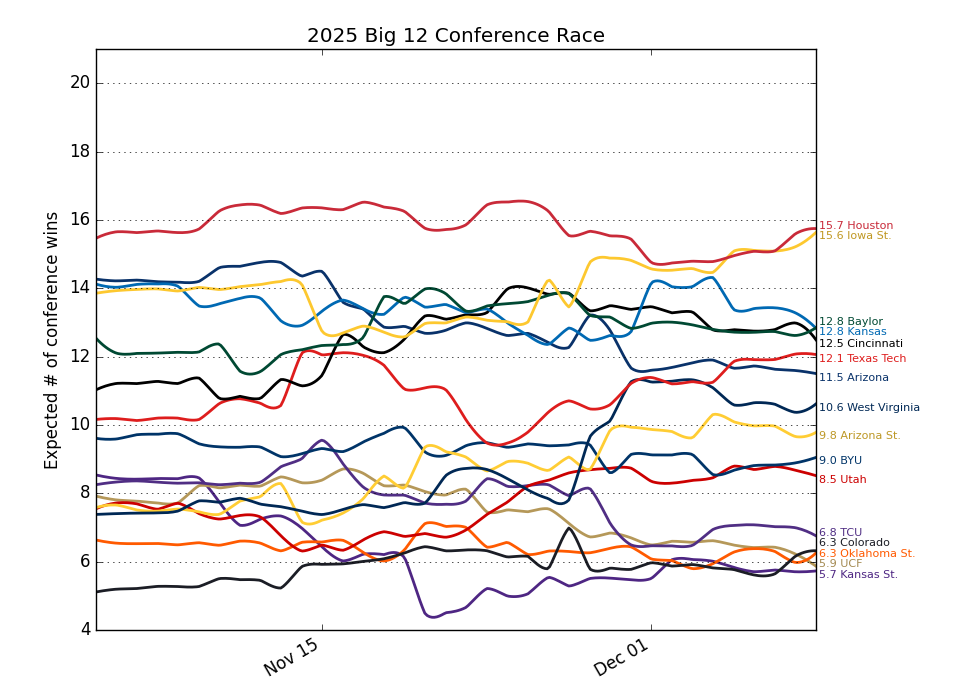 2025 Big 12 Conference Race
Expected # of conference wins
20
18
16
14
12
10
8
6
4
Nov 15
Dec 01
15.7 Houston
15.6 Iowa St.
12.8 Baylor
12.8 Kansas
12.5 Cincinnati
12.1 Texas Tech
11.5 Arizona
10.6 West Virginia
9.8 Arizona St.
9.0 BYU
8.5 Utah
6.8 TCU
6.3 Colorado
6.3 Oklahoma St.
5.9 UCF
5.7 Kansas St.